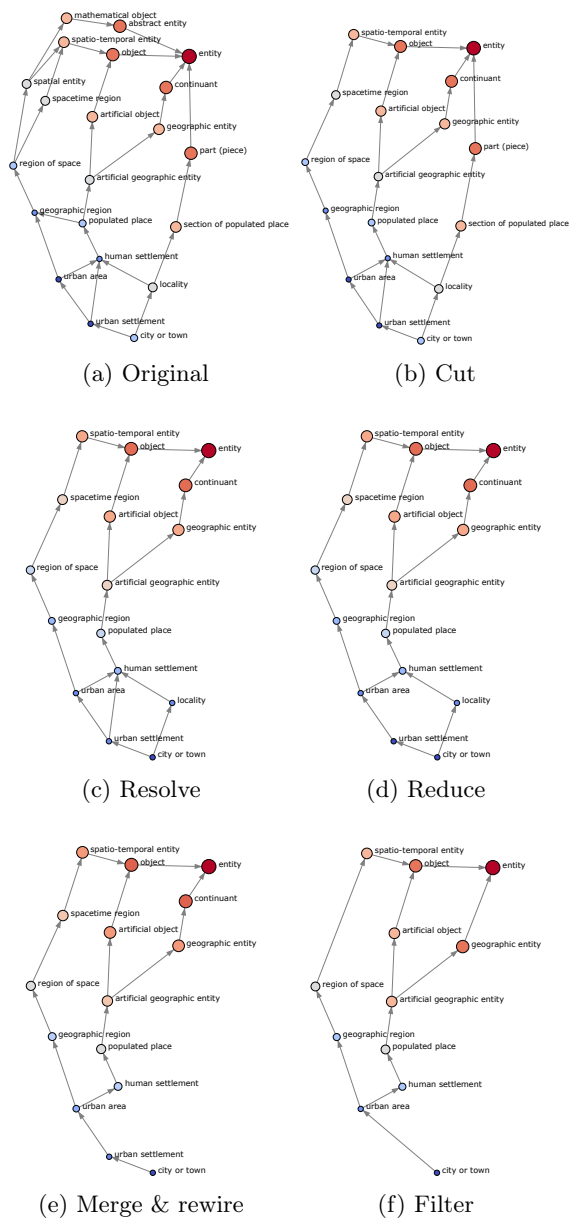 mathematical object
abstract entity
spatio-temporal entity
object
entity
spatial entity
continuant
spacetime region
artificial object
geographic entity
part (piece)
region of space
artificial geographic entity
geographic region
populated place
section of populated place
human settlement
urban area
locality
urban settlement
city or town
(a) Original
spatio-temporal entity
object
entity
continuant
spacetime region
artificial object
geographic entity
part (piece)
region of space
artificial geographic entity
geographic region
populated place
section of populated place
human settlement
urban area
locality
urban settlement
city or town
(b) Cut
spatio-temporal entity
object
entity
continuant
spacetime region
artificial object
geographic entity
region of space
artificial geographic entity
geographic region
populated place
human settlement
urban area
locality
urban settlement
city or town
(c) Resolve
spatio-temporal entity
object
entity
continuant
spacetime region
artificial object
geographic entity
region of space
artificial geographic entity
geographic region
populated place
human settlement
urban area
locality
urban settlement
city or town
(d) Reduce
spatio-temporal entity
object
entity
continuant
spacetime region
artificial object
geographic entity
region of space
artificial geographic entity
geographic region
populated place
human settlement
urban area
urban settlement
city or town
(e) Merge & rewire
spatio-temporal entity
object
entity
artificial object
geographic entity
region of space
artificial geographic entity
geographic region
populated place
human settlement
urban area
city or town
(f) Filter